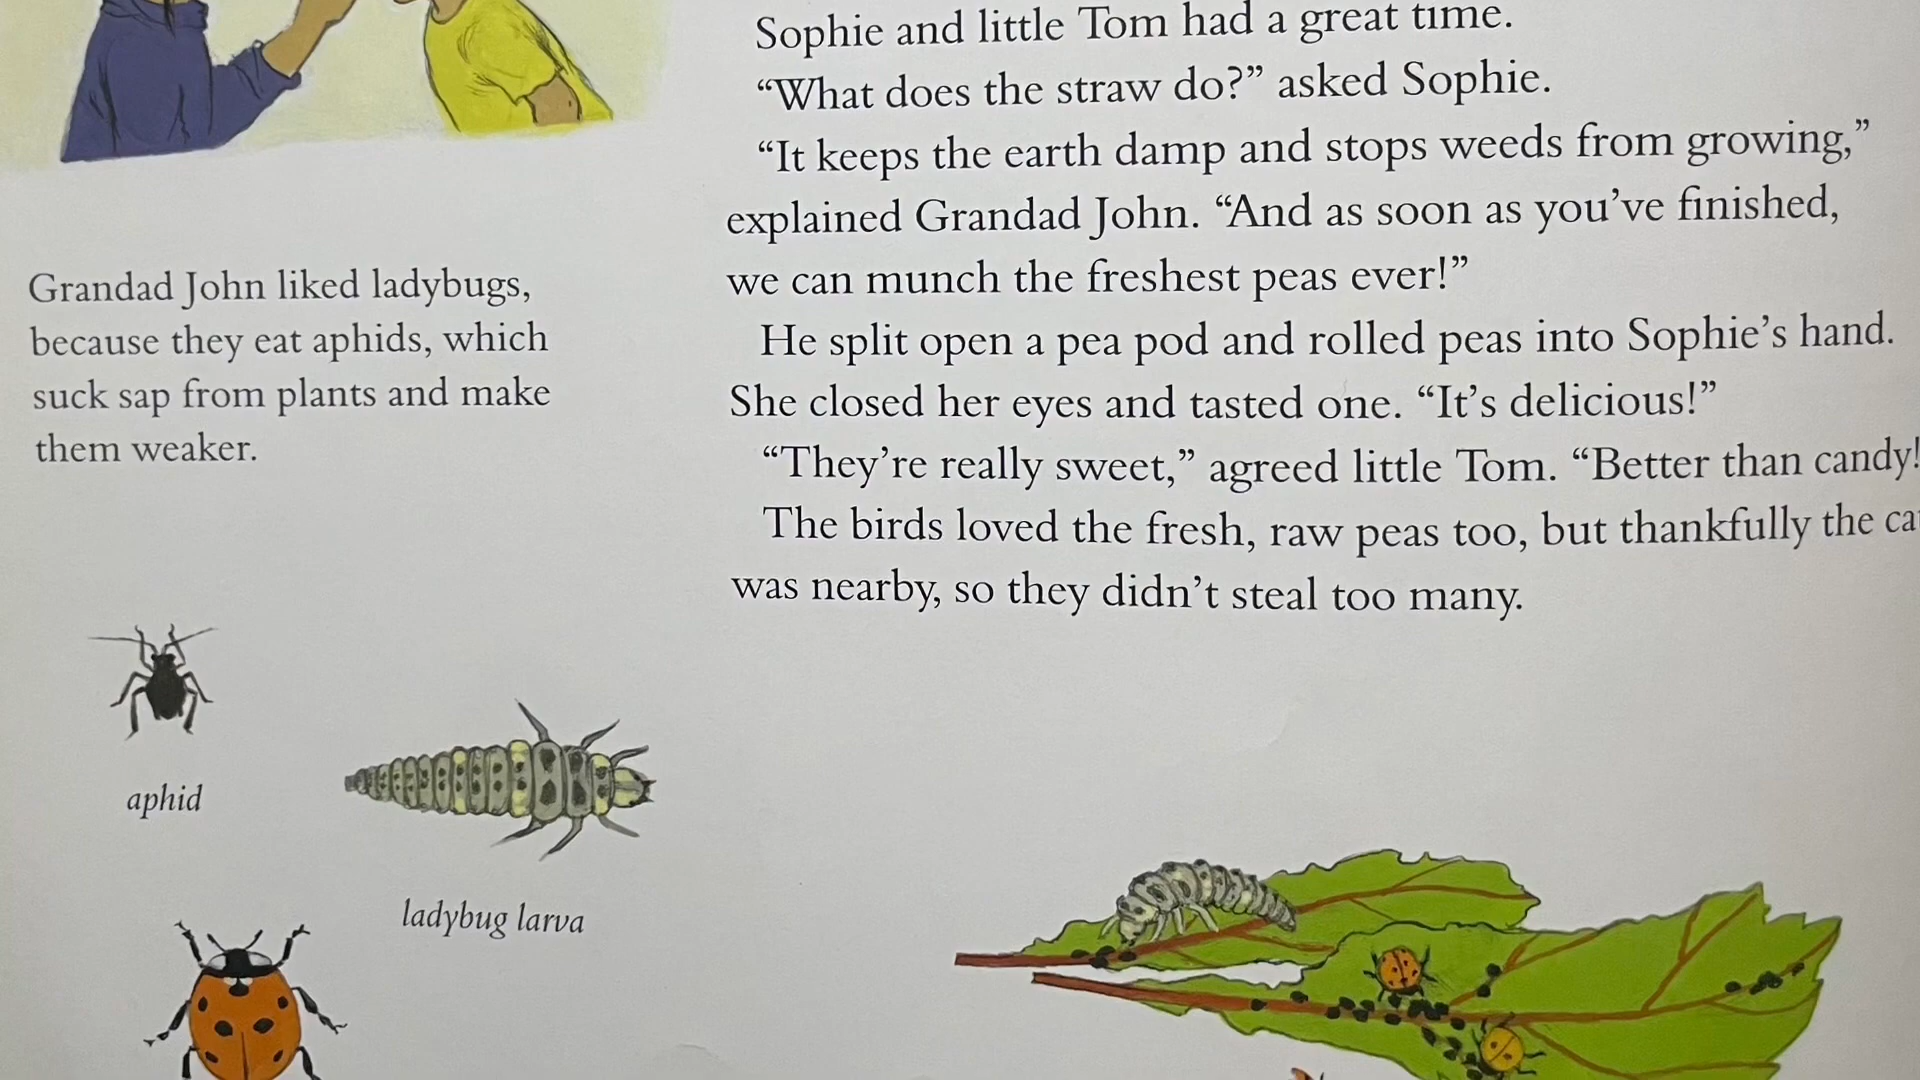 Grandad John liked ladybugs,
because they eat aphids, which
suck sap from plants and make
them weaker.
aphid
ladybug larva
Sophie and little Tom had a great time.
“What does the straw do?” asked Sophie.
“It keeps the earth damp and stops weeds from growing,”
explained Grandad John. “And as soon as you’ve finished,
we can munch the freshest peas ever!”
He split open a pea pod and rolled peas into Sophie’s hand.
She closed her eyes and tasted one. “It’s delicious!”
“They’re really sweet,” agreed little Tom. “Better than candy!
The birds loved the fresh, raw peas too, but thankfully the
was nearby, so they didn’t steal too many.